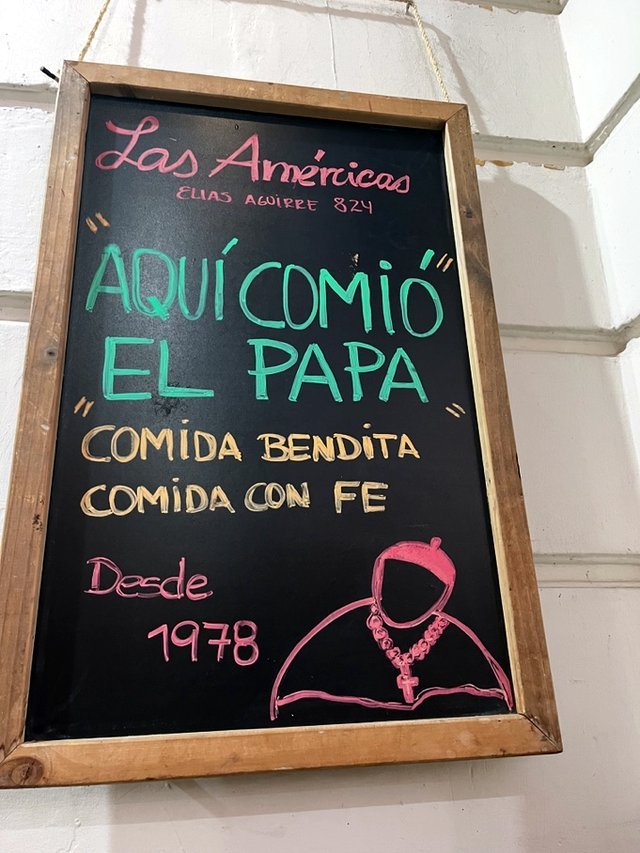 Las Américas
ELIAS AGUIRRE 824
"AQUÍ COMIÓ"
EL PAPA
"COMIDA BENDITA"
COMIDA CON FE
Desde
1978